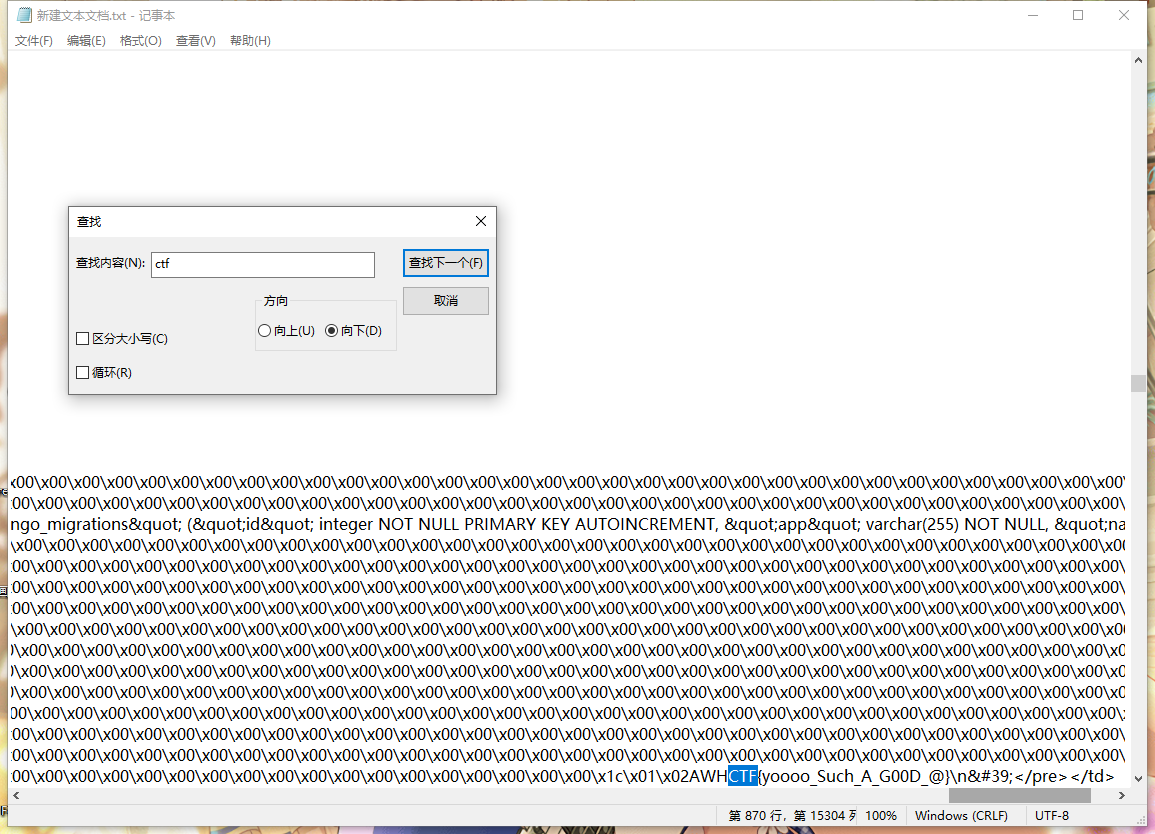 新建文本文档.txt - 记事本
文件(F) 编辑(E) 格式(O) 查看(V) 帮助(H)
查找
查找内容(N): ctf 查找下一个(F)
方向 取消
向上(U) 向下(D)
区分大小写(C)
循环(R)
x00\x00\x00\x00\x00\x00\x00\x00\x00\x00\x00\x00\x00\x00\x00\x00\x00\x00\x00\x00\x00\x00\x00\x00\x00\x00\x00\x00\x00\x00\x00\x00\x00\x00\
:00\x00\x00\x00\x00\x00\x00\x00\x00\x00\x00\x00\x00\x00\x00\x00\x00\x00\x00\x00\x00\x00\x00\x00\x00\x00\x00\x00\x00\x00\x00\x00\x00\x00\
ngo_migrations&quot; (&quot;id&quot; integer NOT NULL PRIMARY KEY AUTOINCREMENT, &quot;app&quot; varchar(255) NOT NULL, &quot;na
\x00\x00\x00\x00\x00\x00\x00\x00\x00\x00\x00\x00\x00\x00\x00\x00\x00\x00\x00\x00\x00\x00\x00\x00\x00\x00\x00\x00\x00\x00\x00\x00\x00\x0
:00\x00\x00\x00\x00\x00\x00\x00\x00\x00\x00\x00\x00\x00\x00\x00\x00\x00\x00\x00\x00\x00\x00\x00\x00\x00\x00\x00\x00\x00\x00\x00\x00\x00\
:00\x00\x00\x00\x00\x00\x00\x00\x00\x00\x00\x00\x00\x00\x00\x00\x00\x00\x00\x00\x00\x00\x00\x00\x00\x00\x00\x00\x00\x00\x00\x00\x00\x00\
:00\x00\x00\x00\x00\x00\x00\x00\x00\x00\x00\x00\x00\x00\x00\x00\x00\x00\x00\x00\x00\x00\x00\x00\x00\x00\x00\x00\x00\x00\x00\x00\x00\x00\
\x00\x00\x00\x00\x00\x00\x00\x00\x00\x00\x00\x00\x00\x00\x00\x00\x00\x00\x00\x00\x00\x00\x00\x00\x00\x00\x00\x00\x00\x00\x00\x00\x00\x0
)\x00\x00\x00\x00\x00\x00\x00\x00\x00\x00\x00\x00\x00\x00\x00\x00\x00\x00\x00\x00\x00\x00\x00\x00\x00\x00\x00\x00\x00\x00\x00\x00\x00\x0
)\x00\x00\x00\x00\x00\x00\x00\x00\x00\x00\x00\x00\x00\x00\x00\x00\x00\x00\x00\x00\x00\x00\x00\x00\x00\x00\x00\x00\x00\x00\x00\x00\x00\x0
)\x00\x00\x00\x00\x00\x00\x00\x00\x00\x00\x00\x00\x00\x00\x00\x00\x00\x00\x00\x00\x00\x00\x00\x00\x00\x00\x00\x00\x00\x00\x00\x00\x00\x0
00\x00\x00\x00\x00\x00\x00\x00\x00\x00\x00\x00\x00\x00\x00\x00\x00\x00\x00\x00\x00\x00\x00\x00\x00\x00\x00\x00\x00\x00\x00\x00\x00\x00\
:00\x00\x00\x00\x00\x00\x00\x00\x00\x00\x00\x00\x00\x00\x00\x00\x00\x00\x00\x00\x00\x00\x00\x00\x00\x00\x00\x00\x00\x00\x00\x00\x00\x00\
:00\x00\x00\x00\x00\x00\x00\x00\x00\x00\x00\x00\x00\x00\x00\x00\x00\x00\x00\x00\x00\x00\x00\x00\x00\x00\x00\x00\x00\x00\x00\x00\x00\x00\
:00\x00\x00\x00\x00\x00\x00\x00\x00\x00\x00\x00\x00\x00\x00\x00\x00\x00\x1c\x01\x02AWHCTF{yoooo_Such_A_G00D_@}\n&#39;</pre></td>
第 870 行，第 15304 列 100% Windows (CRLF) UTF-8